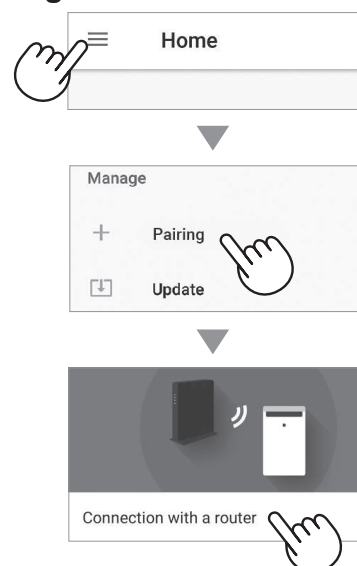 Home
Manage
Pairing
Update
Connection with a router